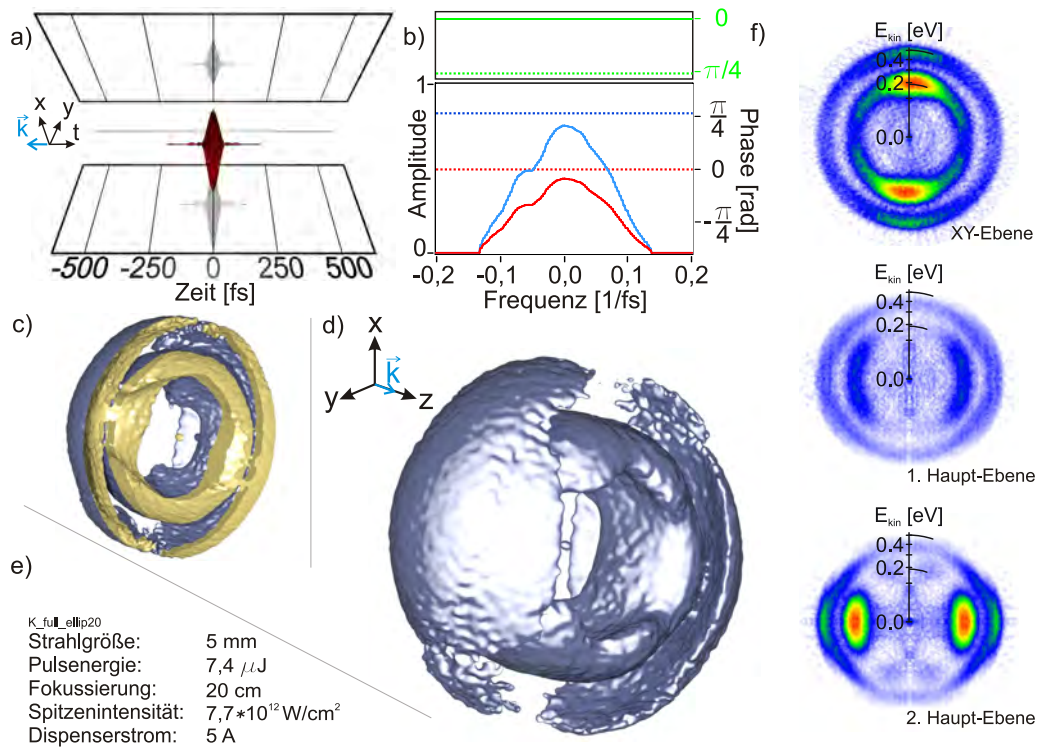 a)
x
y
k
t
-500 -250 0 250 500
Zeit [fs]
b)
0
-π/4
1
Amplitude
0
π/4
0
-π/4
Phase [rad]
-0,2 -0,1 0,0 0,1 0,2
Frequenz [1/fs]
c)
d)
x
k
y
z
e)
K_full_ellip20
Strahlgröße: 5 mm
Pulsenergie: 7,4 μJ
Fokussierung: 20 cm
Spitzenintensität: 7,7*10¹² W/cm²
Dispenserstrom: 5 A
f)
E_kin [eV]
0.4
0.2
0.0
XY-Ebene
E_kin [eV]
0.4
0.2
0.0
1. Haupt-Ebene
E_kin [eV]
0.4
0.2
0.0
2. Haupt-Ebene